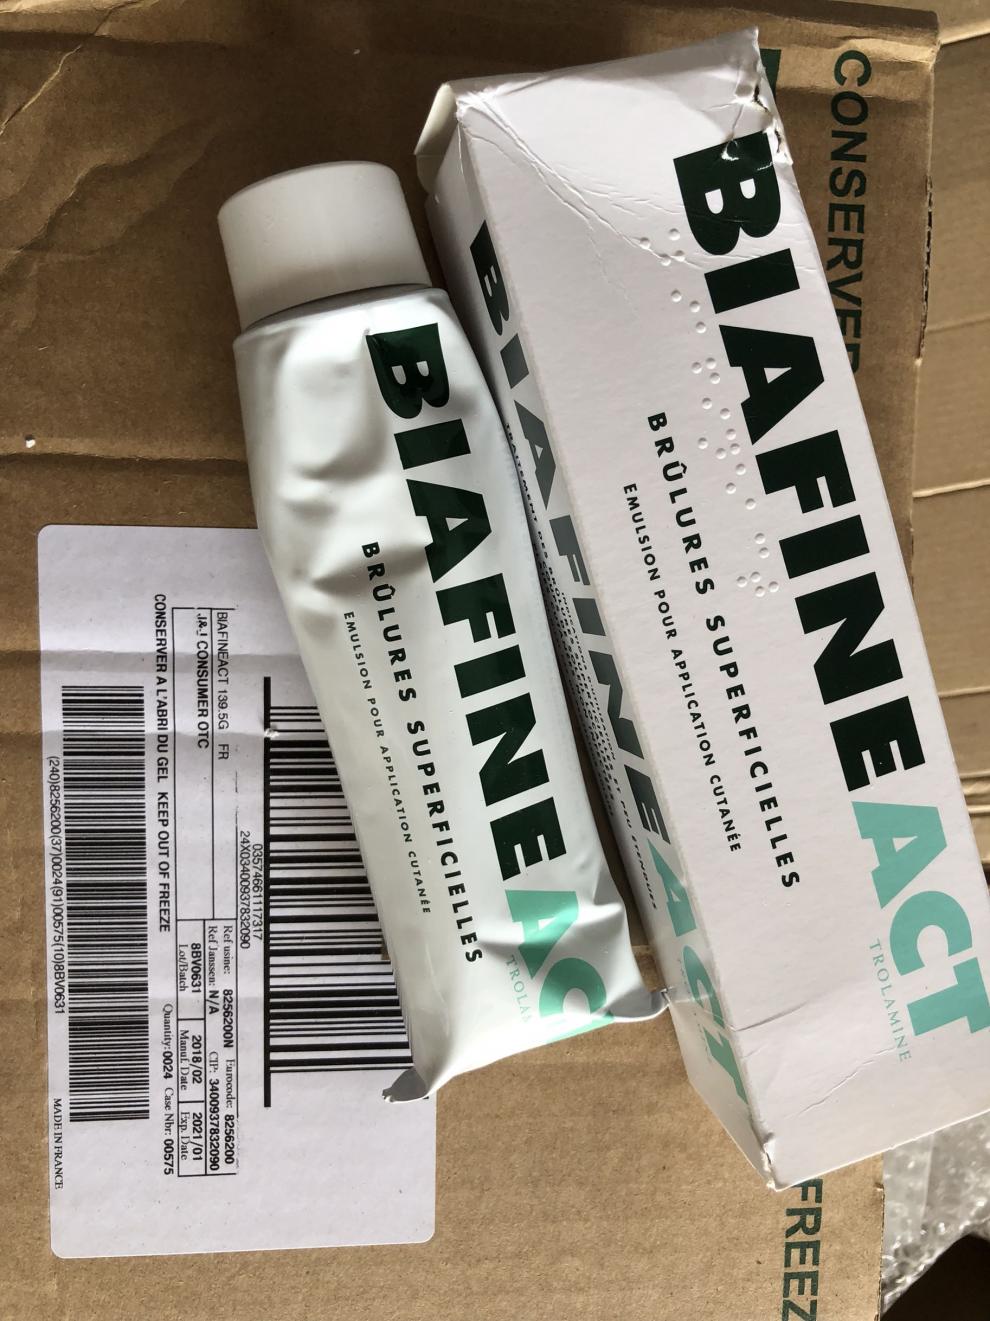 CONSERVER
BIAFINEACT
TROLAMINE
BRÛLURES SUPERFICIELLES
EMULSION POUR APPLICATION CUTANÉE
BIAFINEACT
BIAFINEACT
BRÛLURES SUPERFICIELLES
EMULSION POUR APPLICATION CUTANÉE
FREEZ
03574661117317
24X03400937832090
BIAFINEACT 139.5G FR
J&J CONSUMER OTC
Ref usine: 8256200N Eurocode: 8256200
Ref Janssen: N/A CIP: 3400937832090
8BV0631 2018/02 2021/01
Lot/Batch Manuf. Date Exp. Date
CONSERVER A L'ABRI DU GEL KEEP OUT OF FREEZE
Quantity: 0024 Case Nbr: 00575
(240)8256200(37)0024(91)00575(10)8BV0631
MADE IN FRANCE